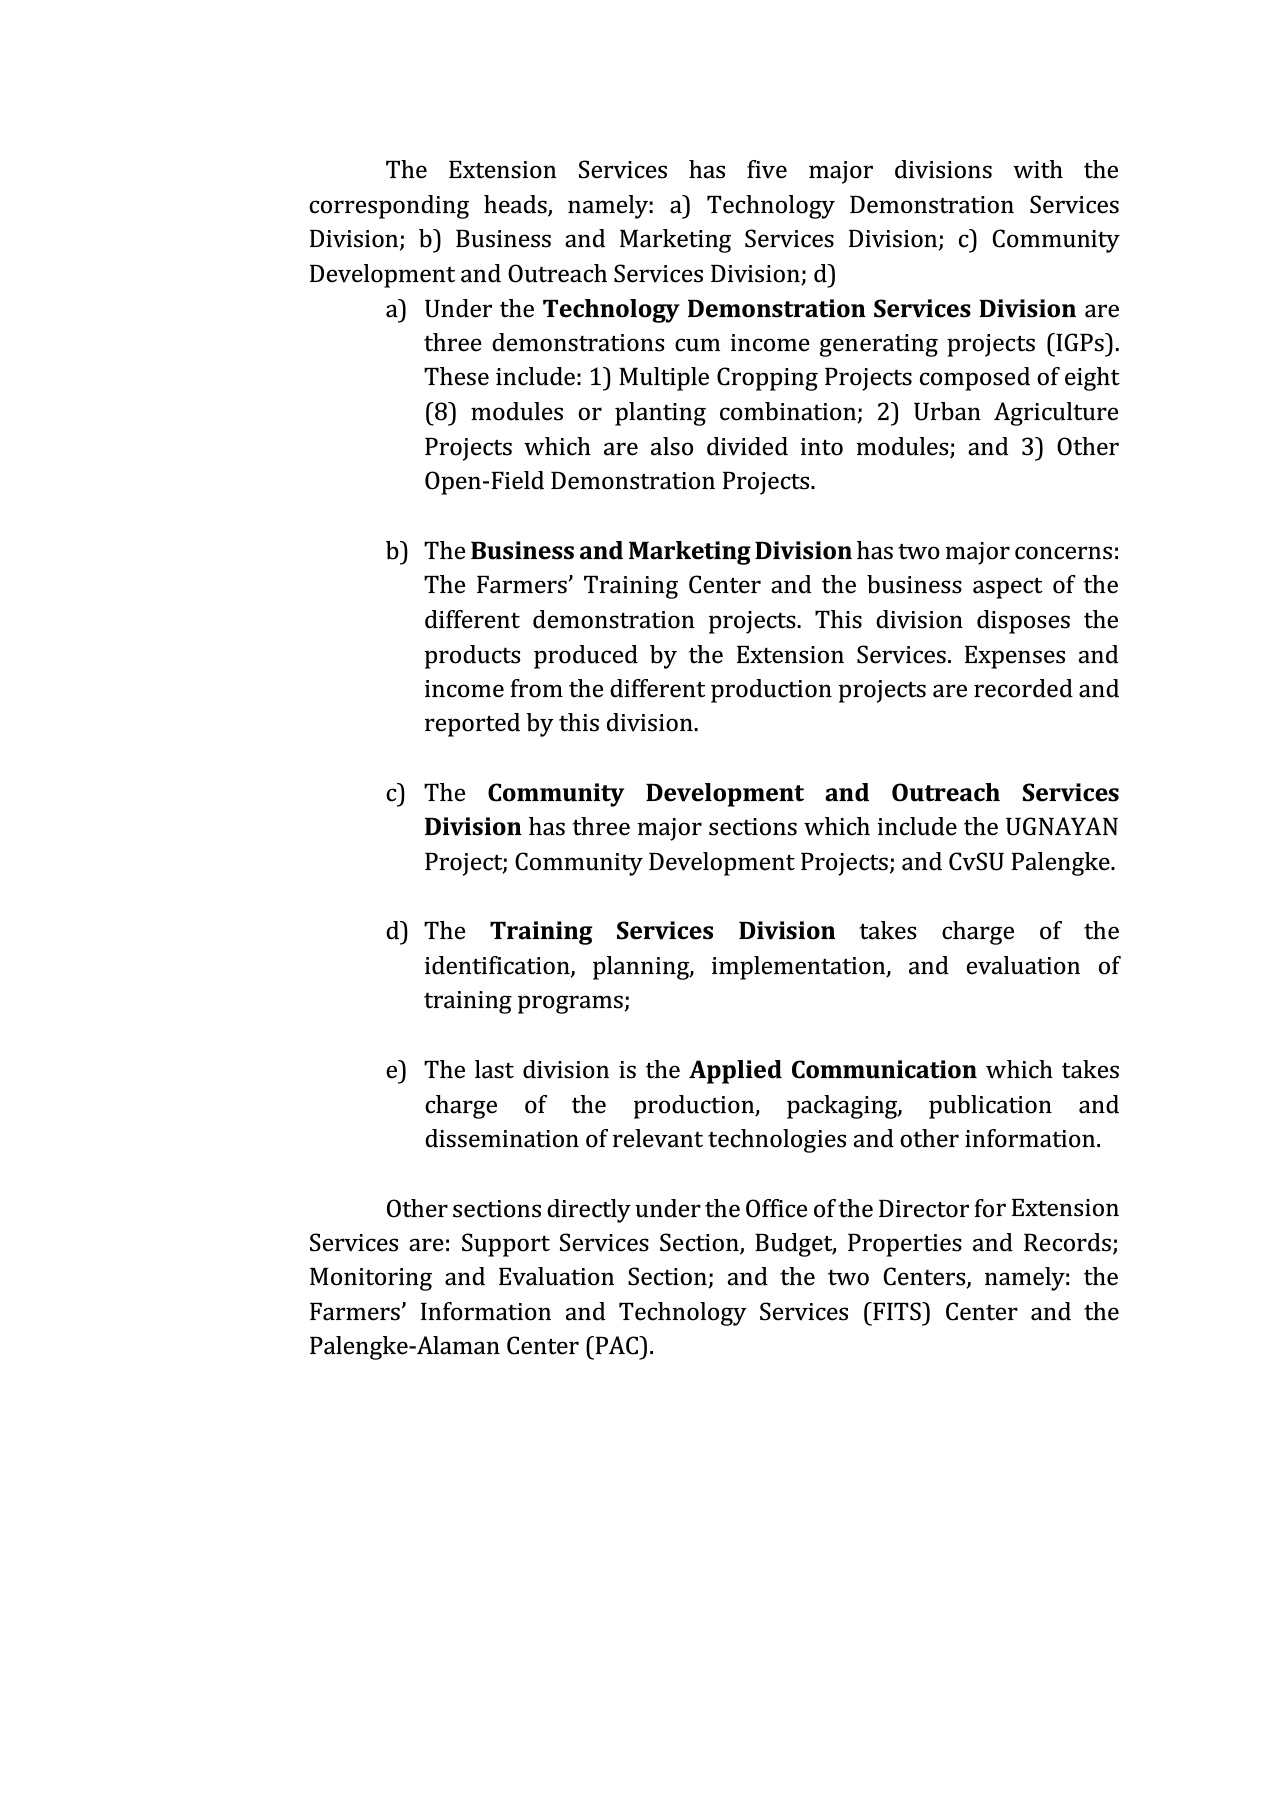 The Extension Services has five major divisions with the
corresponding heads, namely: a) Technology Demonstration Services
Division; b) Business and Marketing Services Division; c) Community
Development and Outreach Services Division; d)
a) Under the Technology Demonstration Services Division are
three demonstrations cum income generating projects (IGPs).
These include: 1) Multiple Cropping Projects composed of eight
(8) modules or planting combination; 2) Urban Agriculture
Projects which are also divided into modules; and 3) Other
Open-Field Demonstration Projects.
b) The Business and Marketing Division has two major concerns:
The Farmers’ Training Center and the business aspect of the
different demonstration projects. This division disposes the
products produced by the Extension Services. Expenses and
income from the different production projects are recorded and
reported by this division.
c) The Community Development and Outreach Services
Division has three major sections which include the UGNAYAN
Project; Community Development Projects; and CvSU Palengke.
d) The Training Services Division takes charge of the
identification, planning, implementation, and evaluation of
training programs;
e) The last division is the Applied Communication which takes
charge of the production, packaging, publication and
dissemination of relevant technologies and other information.
Other sections directly under the Office of the Director for Extension
Services are: Support Services Section, Budget, Properties and Records;
Monitoring and Evaluation Section; and the two Centers, namely: the
Farmers’ Information and Technology Services (FITS) Center and the
Palengke-Alaman Center (PAC).